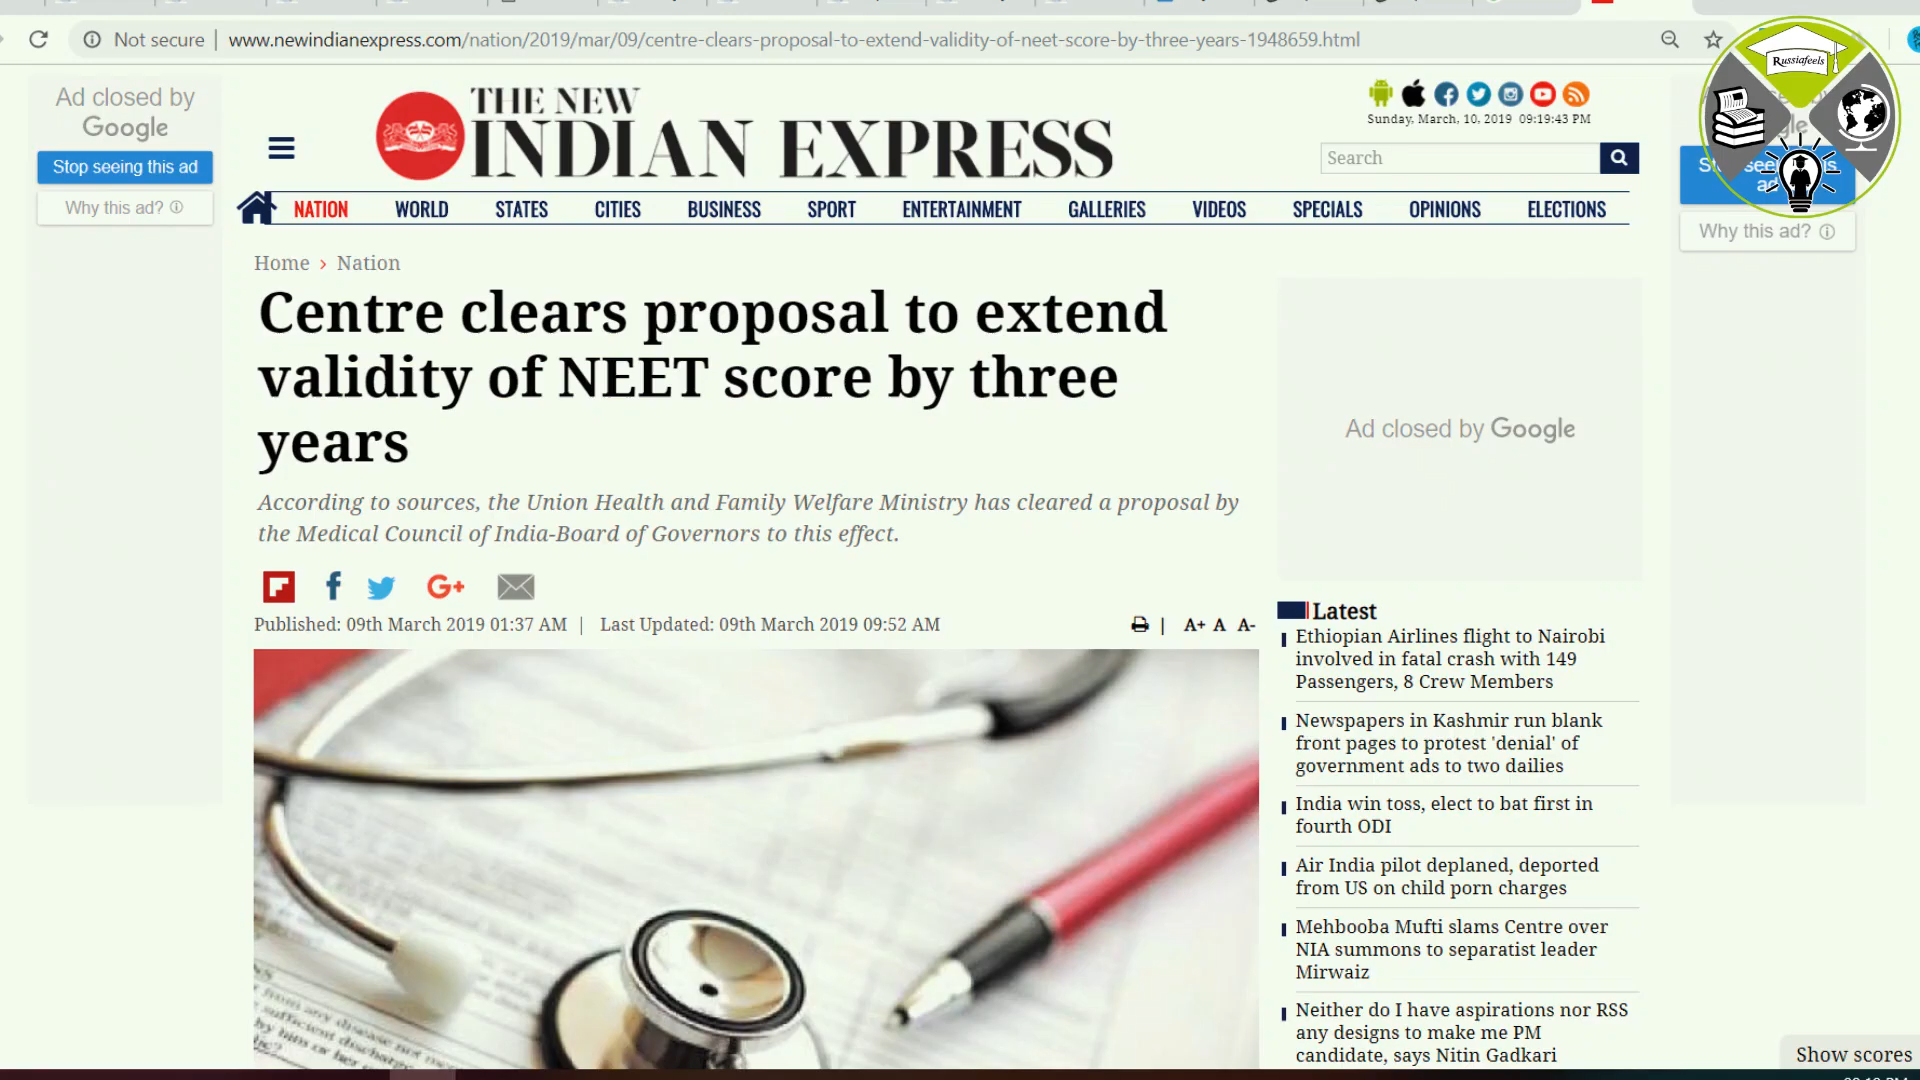 Not secure | www.newindianexpress.com/nation/2019/mar/09/centre-clears-proposal-to-extend-validity-of-neet-score-by-three-years-1948659.html
Russiafeels
Ad closed by
Google
Stop seeing this ad
Why this ad?
THE NEW
INDIAN EXPRESS
Sunday, March, 10, 2019 09:19:43 PM
Search
Why this ad?
NATION WORLD STATES CITIES BUSINESS SPORT ENTERTAINMENT GALLERIES VIDEOS SPECIALS OPINIONS ELECTIONS
Home › Nation
Centre clears proposal to extend
validity of NEET score by three
years
According to sources, the Union Health and Family Welfare Ministry has cleared a proposal by
the Medical Council of India-Board of Governors to this effect.
G+
Published: 09th March 2019 01:37 AM | Last Updated: 09th March 2019 09:52 AM
| A+ A A-
Ad closed by Google
Latest
Ethiopian Airlines flight to Nairobi
involved in fatal crash with 149
Passengers, 8 Crew Members
Newspapers in Kashmir run blank
front pages to protest 'denial' of
government ads to two dailies
India win toss, elect to bat first in
fourth ODI
Air India pilot deplaned, deported
from US on child porn charges
Mehbooba Mufti slams Centre over
NIA summons to separatist leader
Mirwaiz
Neither do I have aspirations nor RSS
any designs to make me PM
candidate, says Nitin Gadkari
Show scores